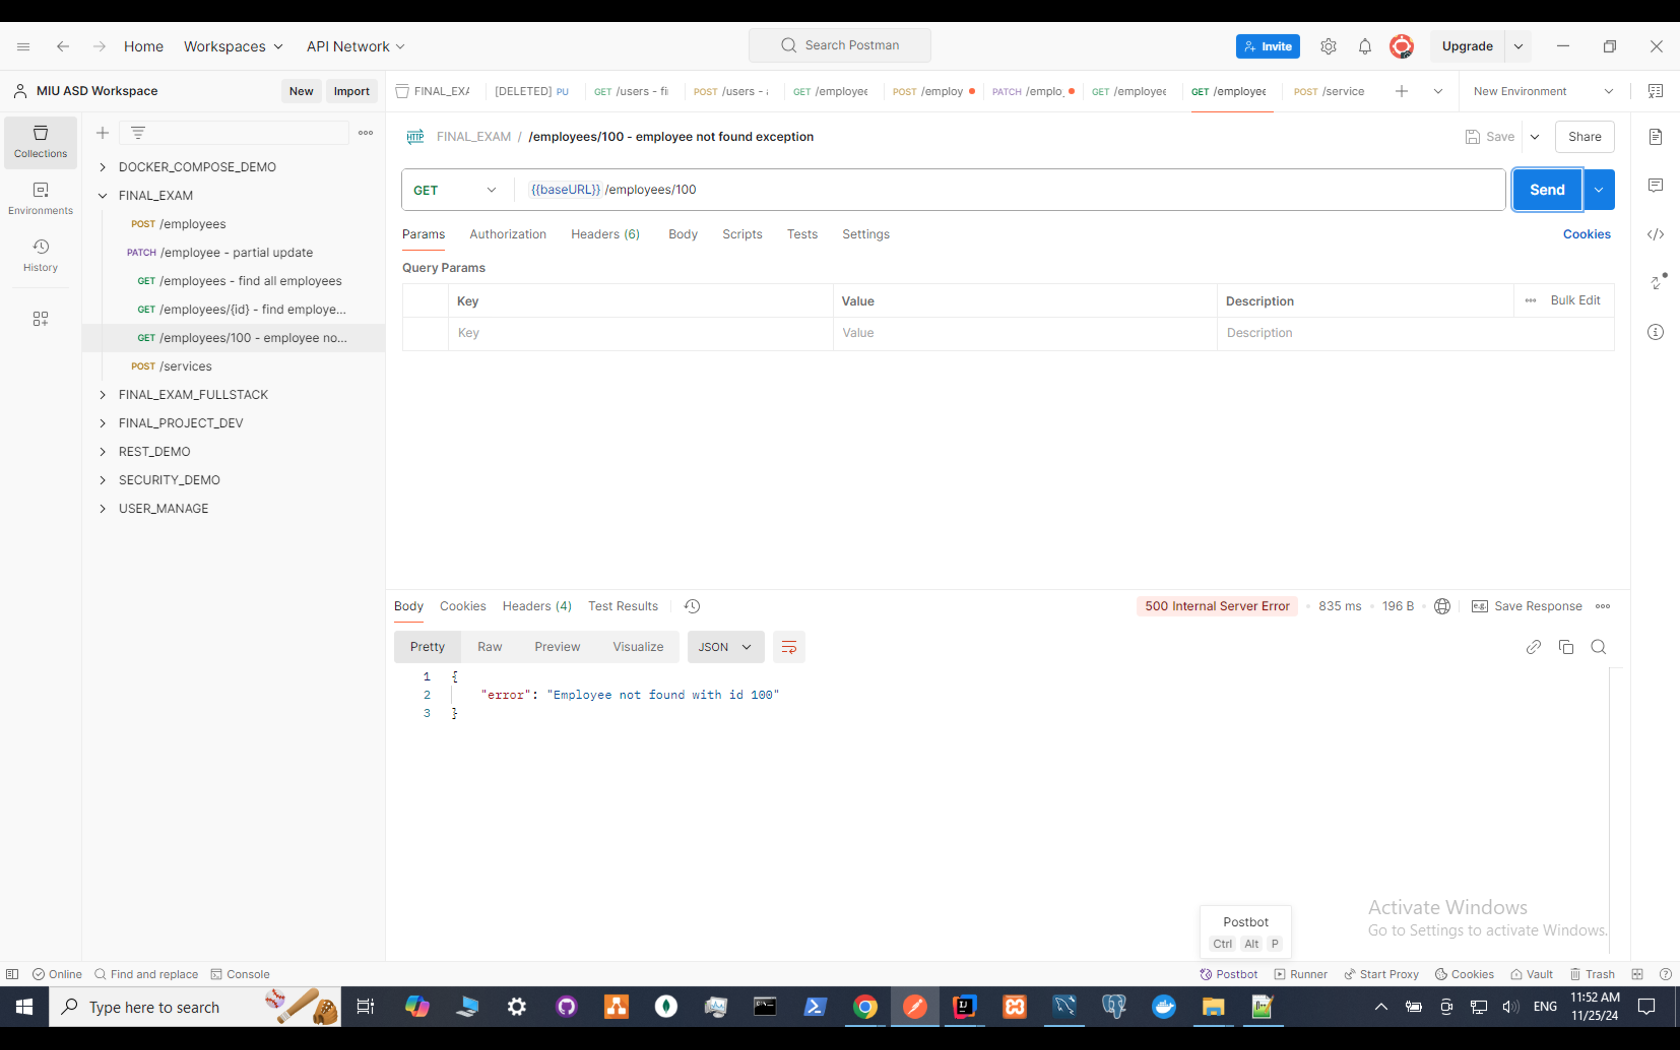 Home Workspaces API Network Search Postman Invite Upgrade
MIU ASD Workspace New Import FINAL_EXA [DELETED] PU GET /users - fi POST /users - a GET /employee POST /employ PATCH /emplo GET /employee GET /employee POST /service New Environment
Collections
Environments
History
DOCKER_COMPOSE_DEMO
FINAL_EXAM
POST /employees
PATCH /employee - partial update
GET /employees - find all employees
GET /employees/{id} - find employe...
GET /employees/100 - employee no...
POST /services
FINAL_EXAM_FULLSTACK
FINAL_PROJECT_DEV
REST_DEMO
SECURITY_DEMO
USER_MANAGE
HTTP FINAL_EXAM / /employees/100 - employee not found exception Save Share
GET {{baseURL}} /employees/100 Send
Params Authorization Headers (6) Body Scripts Tests Settings Cookies
Query Params
Key Value Description Bulk Edit
Key Value Description
Body Cookies Headers (4) Test Results 500 Internal Server Error 835 ms 196 B e.g. Save Response
Pretty Raw Preview Visualize JSON
1 {
2 "error": "Employee not found with id 100"
3 }
Postbot
Ctrl Alt P
Activate Windows
Go to Settings to activate Windows.
Online Find and replace Console Postbot Runner Start Proxy Cookies Vault Trash
Type here to search ENG 11:52 AM
11/25/24